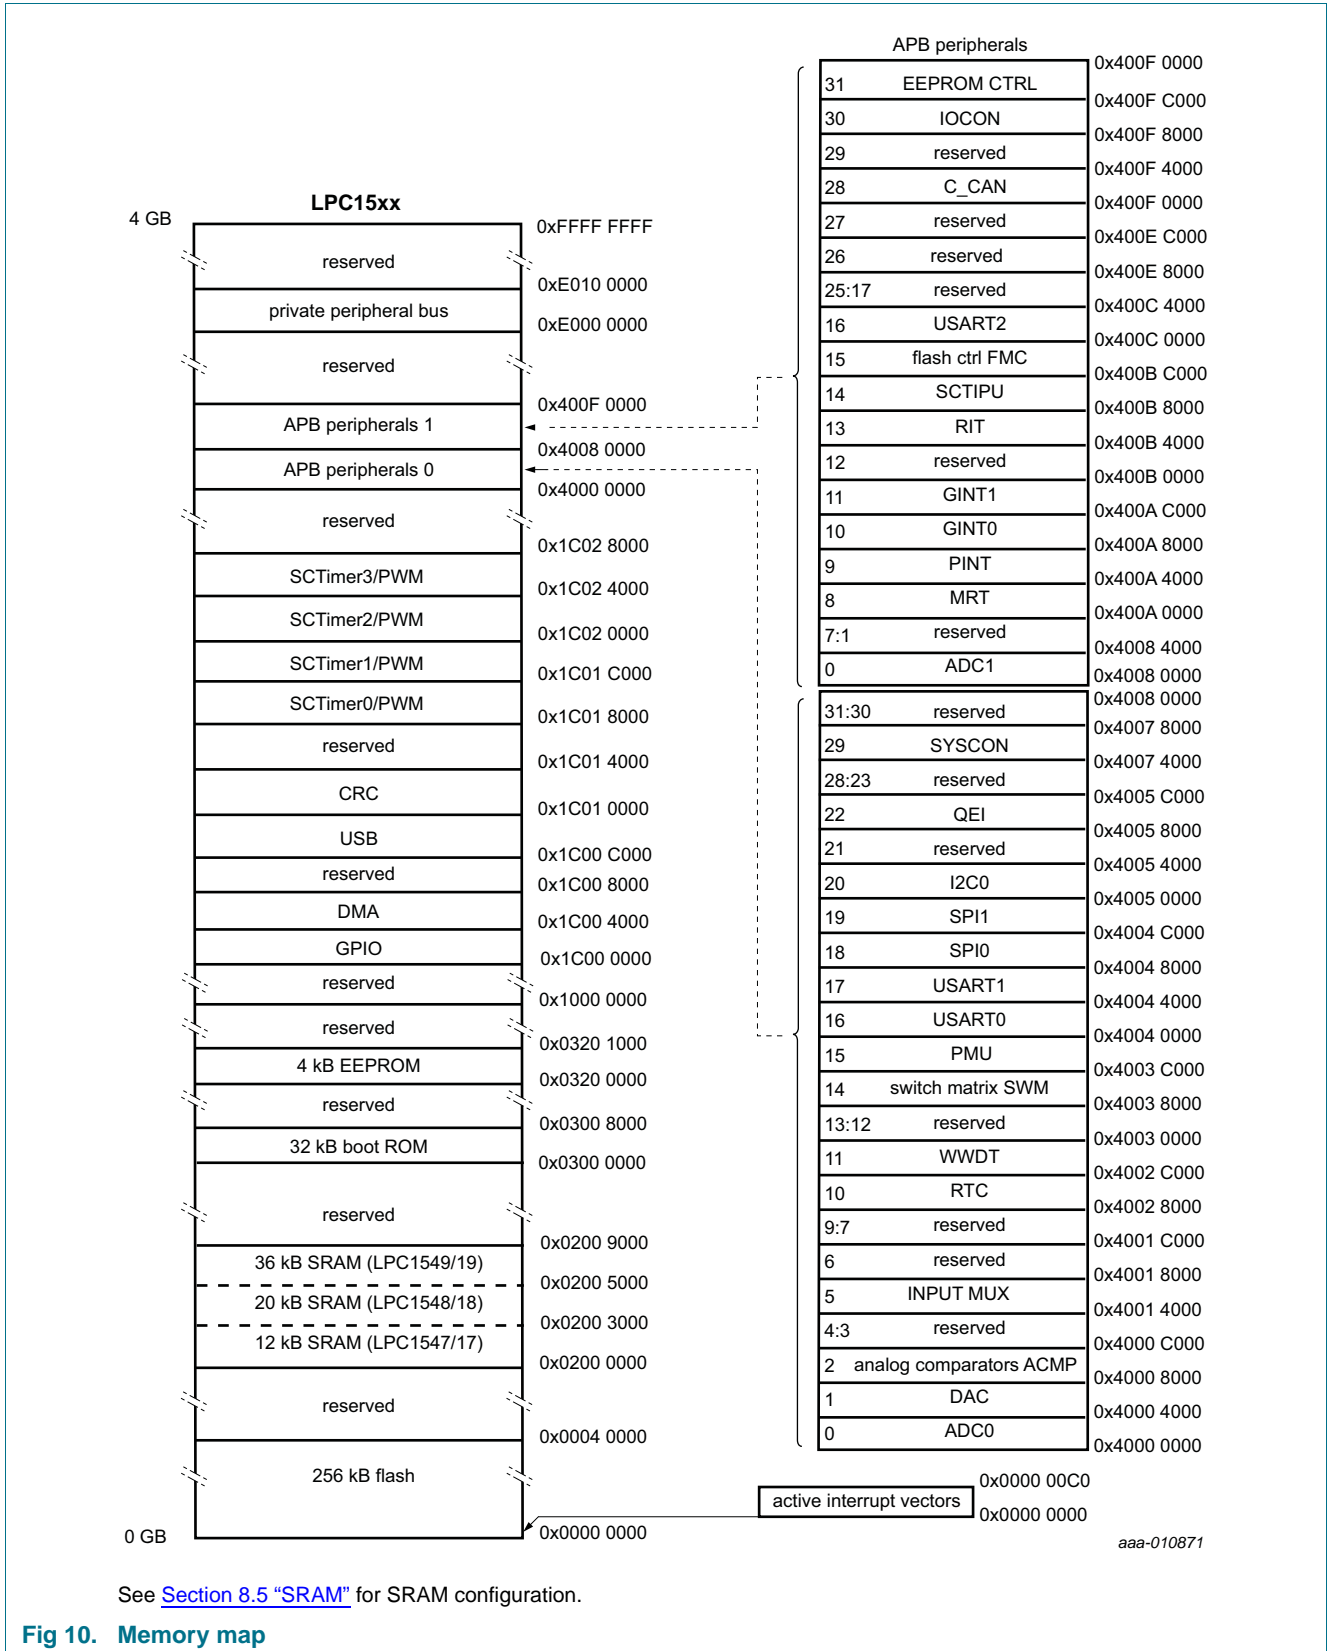 LPC15xx
4 GB
0xFFFF FFFF
reserved
0xE010 0000
private peripheral bus
0xE000 0000
reserved
0x400F 0000
APB peripherals 1
0x4008 0000
APB peripherals 0
0x4000 0000
reserved
0x1C02 8000
SCTimer3/PWM
0x1C02 4000
SCTimer2/PWM
0x1C02 0000
SCTimer1/PWM
0x1C01 C000
SCTimer0/PWM
0x1C01 8000
reserved
0x1C01 4000
CRC
0x1C01 0000
USB
0x1C00 C000
reserved
0x1C00 8000
DMA
0x1C00 4000
GPIO
0x1C00 0000
reserved
0x1000 0000
reserved
0x0320 1000
4 kB EEPROM
0x0320 0000
reserved
0x0300 8000
32 kB boot ROM
0x0300 0000
reserved
0x0200 9000
36 kB SRAM (LPC1549/19)
0x0200 5000
20 kB SRAM (LPC1548/18)
0x0200 3000
12 kB SRAM (LPC1547/17)
0x0200 0000
reserved
0x0004 0000
256 kB flash
0 GB
0x0000 0000
APB peripherals
0x400F 0000
31 EEPROM CTRL
0x400F C000
30 IOCON
0x400F 8000
29 reserved
0x400F 4000
28 C_CAN
0x400F 0000
27 reserved
0x400E C000
26 reserved
0x400E 8000
25:17 reserved
0x400C 4000
16 USART2
0x400C 0000
15 flash ctrl FMC
0x400B C000
14 SCTIPU
0x400B 8000
13 RIT
0x400B 4000
12 reserved
0x400B 0000
11 GINT1
0x400A C000
10 GINT0
0x400A 8000
9 PINT
0x400A 4000
8 MRT
0x400A 0000
7:1 reserved
0x4008 4000
0 ADC1
0x4008 0000
0x4008 0000
31:30 reserved
0x4007 8000
29 SYSCON
0x4007 4000
28:23 reserved
0x4005 C000
22 QEI
0x4005 8000
21 reserved
0x4005 4000
20 I2C0
0x4005 0000
19 SPI1
0x4004 C000
18 SPI0
0x4004 8000
17 USART1
0x4004 4000
16 USART0
0x4004 0000
15 PMU
0x4003 C000
14 switch matrix SWM
0x4003 8000
13:12 reserved
0x4003 0000
11 WWDT
0x4002 C000
10 RTC
0x4002 8000
9:7 reserved
0x4001 C000
6 reserved
0x4001 8000
5 INPUT MUX
0x4001 4000
4:3 reserved
0x4000 C000
2 analog comparators ACMP
0x4000 8000
1 DAC
0x4000 4000
0 ADC0
0x4000 0000
0x0000 00C0
active interrupt vectors
0x0000 0000
aaa-010871
See Section 8.5 “SRAM” for SRAM configuration.
Fig 10. Memory map